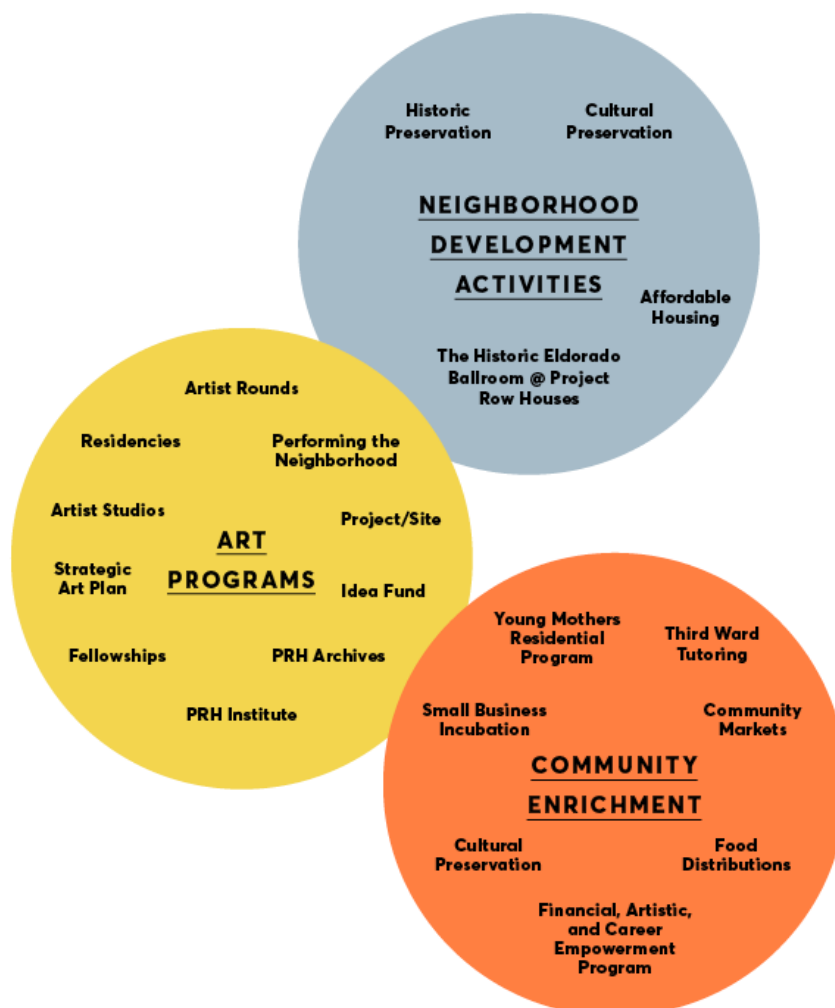 Historic
Preservation
Cultural
Preservation
NEIGHBORHOOD
DEVELOPMENT
ACTIVITIES
Affordable
Housing
The Historic Eldorado
Ballroom @ Project
Row Houses
Artist Rounds
Residencies
Performing the
Neighborhood
Artist Studios
Project/Site
ART
PROGRAMS
Strategic
Art Plan
Idea Fund
Fellowships
PRH Archives
PRH Institute
Young Mothers
Residential
Program
Third Ward
Tutoring
Small Business
Incubation
Community
Markets
COMMUNITY
ENRICHMENT
Cultural
Preservation
Food
Distributions
Financial, Artistic,
and Career
Empowerment
Program